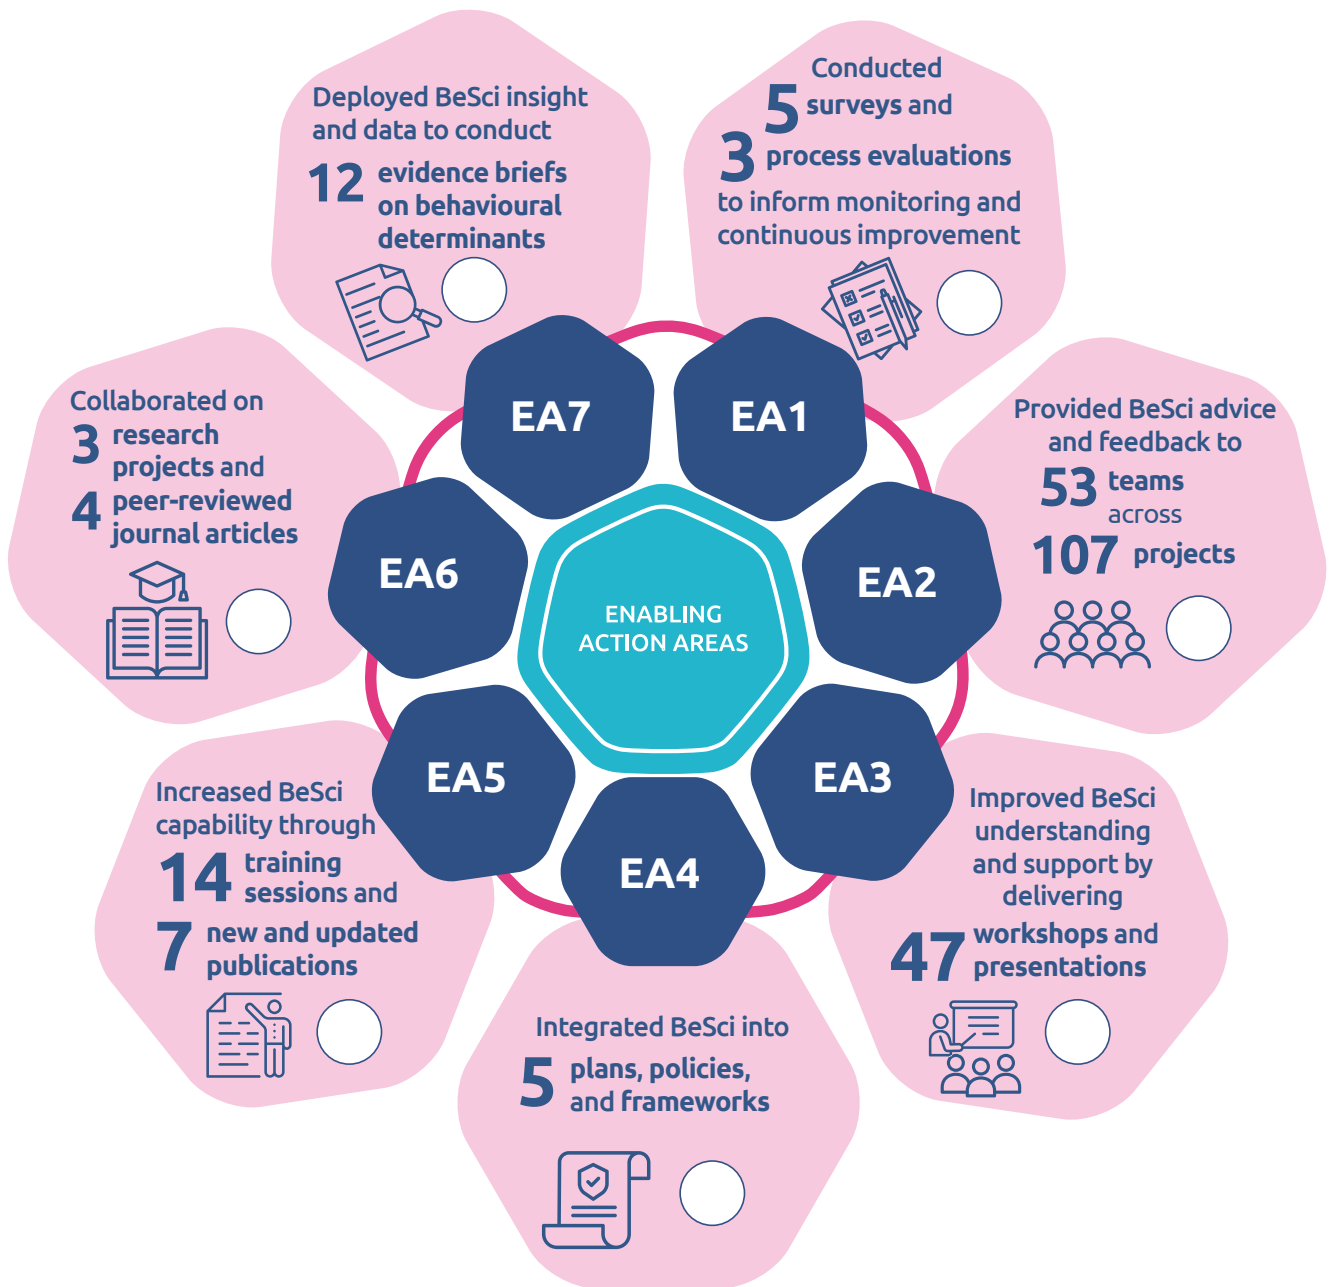 Deployed BeSci insight
and data to conduct
12 evidence briefs
on behavioural
determinants
Conducted
5 surveys and
3 process evaluations
to inform monitoring and
continuous improvement
Collaborated on
3 research
projects and
4 peer-reviewed
journal articles
Provided BeSci advice
and feedback to
53 teams
across
107 projects
EA7
EA1
EA6
EA2
ENABLING
ACTION AREAS
EA5
EA3
EA4
Increased BeSci
capability through
14 training
sessions and
7 new and updated
publications
Improved BeSci
understanding
and support by
delivering
47 workshops and
presentations
Integrated BeSci into
5 plans, policies,
and frameworks